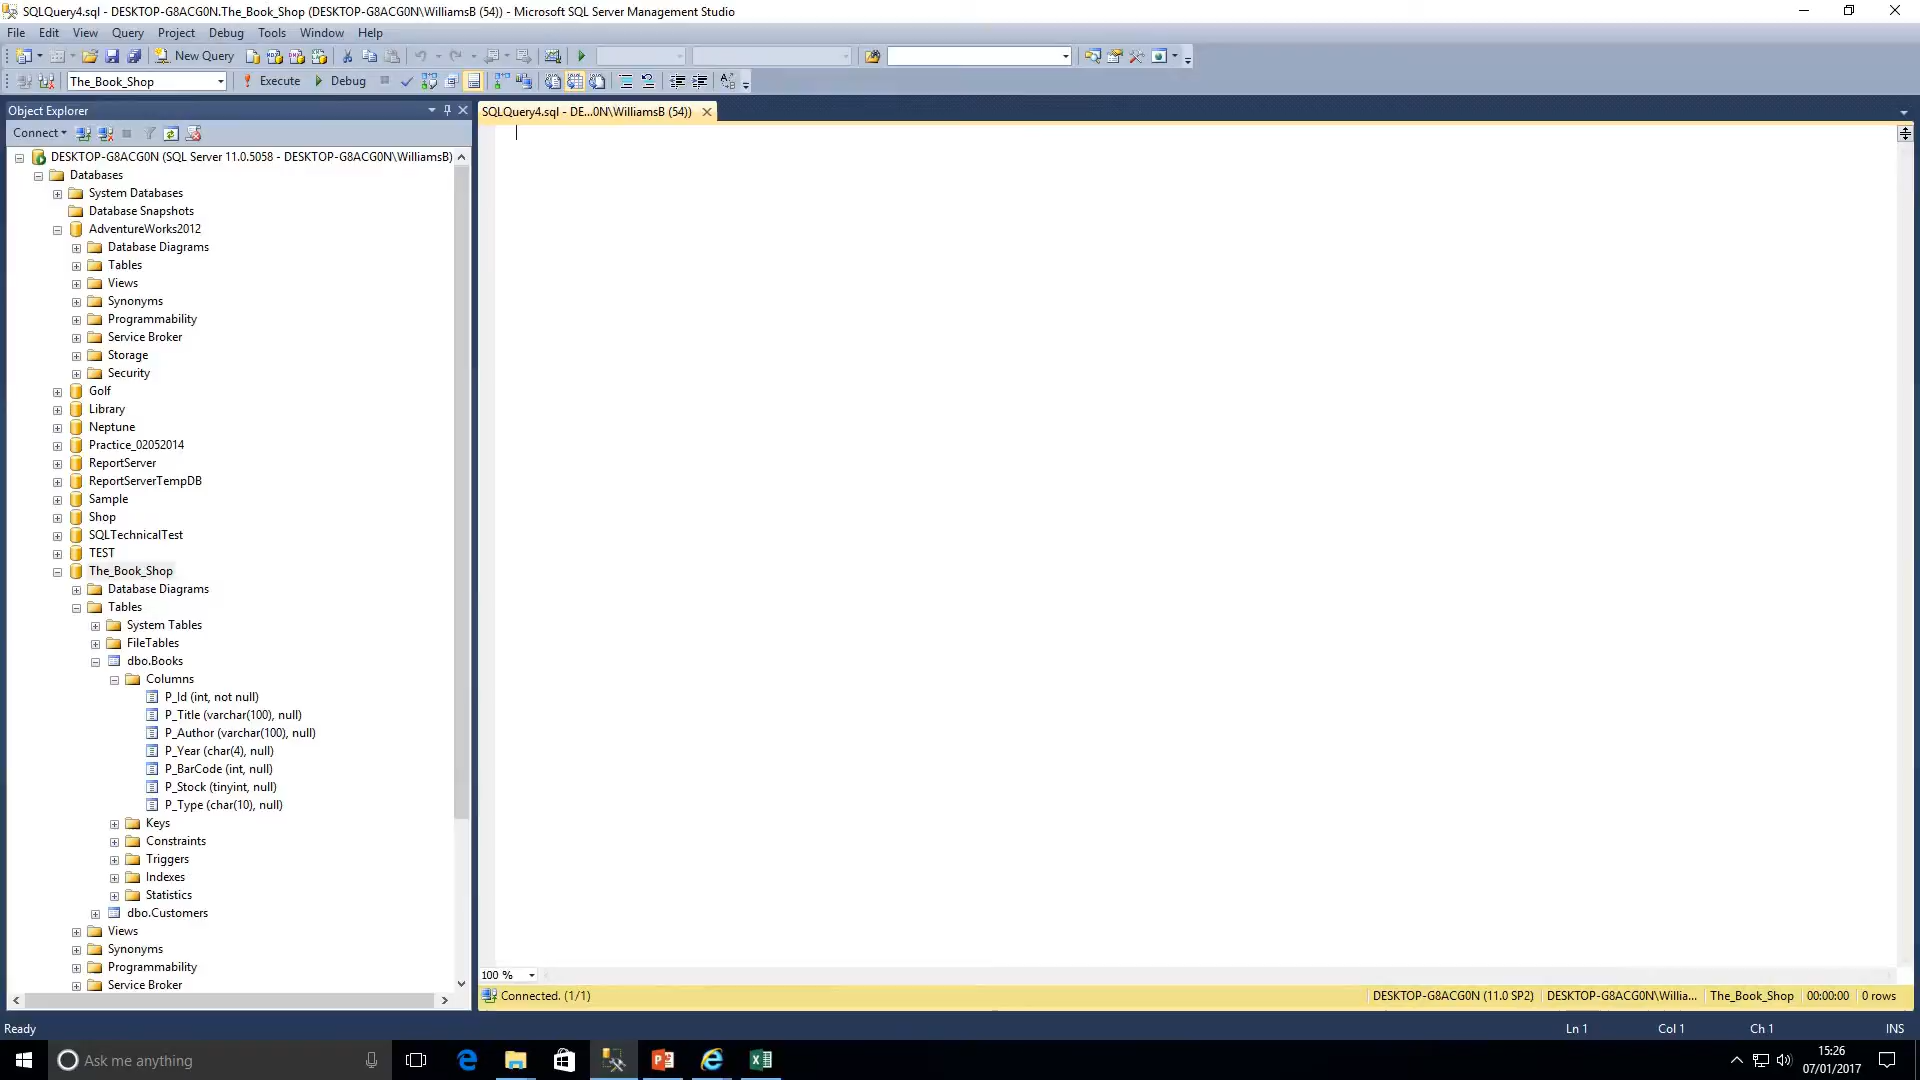 SQLQuery4.sql - DESKTOP-G8ACG0N.The_Book_Shop (DESKTOP-G8ACG0N\WilliamsB (54)) - Microsoft SQL Server Management Studio
File Edit View Query Project Debug Tools Window Help
New Query
The_Book_Shop Execute Debug
Object Explorer
SQLQuery4.sql - DE...0N\WilliamsB (54))
Connect
DESKTOP-G8ACG0N (SQL Server 11.0.5058 - DESKTOP-G8ACG0N\WilliamsB)
Databases
System Databases
Database Snapshots
AdventureWorks2012
Database Diagrams
Tables
Views
Synonyms
Programmability
Service Broker
Storage
Security
Golf
Library
Neptune
Practice_02052014
ReportServer
ReportServerTempDB
Sample
Shop
SQLTechnicalTest
TEST
The_Book_Shop
Database Diagrams
Tables
System Tables
FileTables
dbo.Books
Columns
P_Id (int, not null)
P_Title (varchar(100), null)
P_Author (varchar(100), null)
P_Year (char(4), null)
P_BarCode (int, null)
P_Stock (tinyint, null)
P_Type (char(10), null)
Keys
Constraints
Triggers
Indexes
Statistics
dbo.Customers
Views
Synonyms
Programmability
Service Broker
100 %
Connected. (1/1) DESKTOP-G8ACG0N (11.0 SP2) DESKTOP-G8ACG0N\Willia... The_Book_Shop 00:00:00 0 rows
Ready Ln 1 Col 1 Ch 1 INS
Ask me anything
15:26
07/01/2017